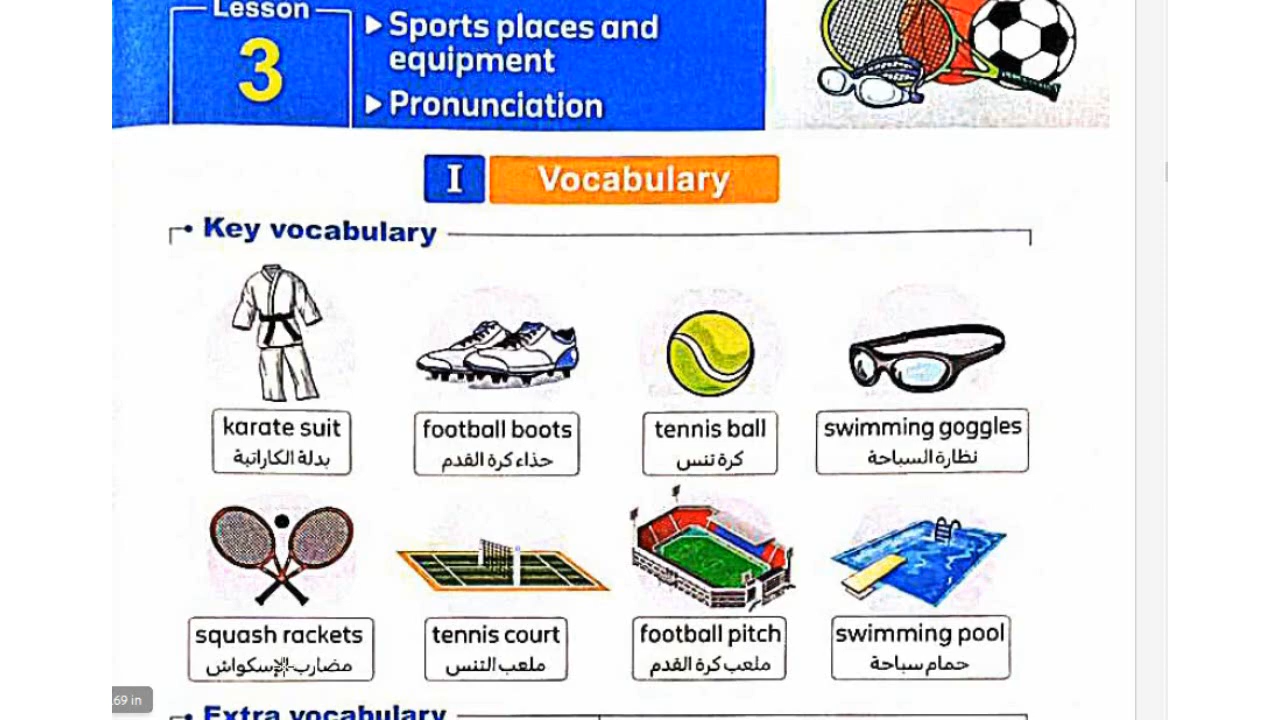 Lesson
3
Sports places and
equipment
Pronunciation
I Vocabulary
Key vocabulary
karate suit
بدلة الكاراتية
football boots
حذاء كرة القدم
tennis ball
كرة تنس
swimming goggles
نظارة السباحة
squash rackets
مضارب الإسكواش
tennis court
ملعب التنس
football pitch
ملعب كرة القدم
swimming pool
حمام سباحة
.69 in
Extra vocabulary